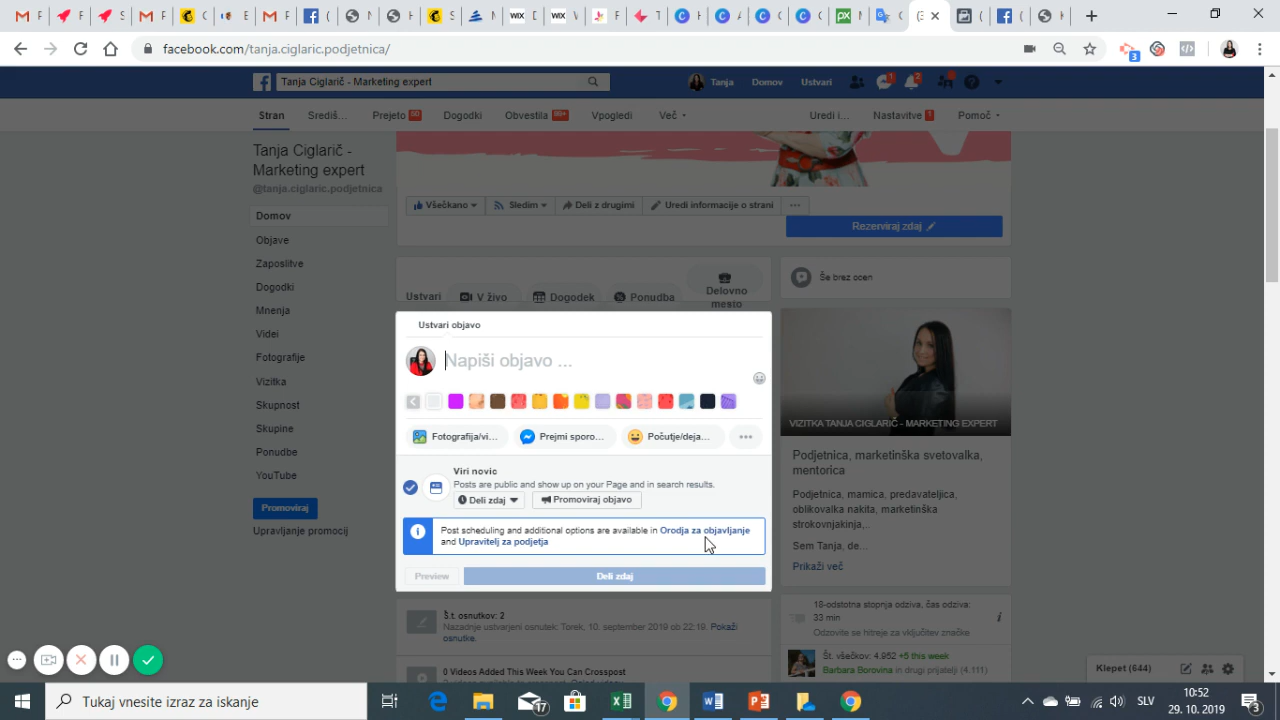 facebook.com/tanja.ciglaric.podjetnica/
3
Tanja Ciglarič - Marketing expert
Tanja
Domov
Ustvari
1
2
Stran
Središ...
Prejeto 50
Dogodki
Obvestila 99+
Vpogledi
Več
Uredi i...
Nastavitve 1
Pomoč
Tanja Ciglarič -
Marketing expert
@tanja.ciglaric.podjetnica
Domov
Objave
Zaposlitve
Dogodki
Mnenja
Videi
Fotografije
Vizitka
Skupnost
Skupine
Ponudbe
YouTube
Promoviraj
Upravljanje promocij
Všečkano
Sledim
Deli z drugimi
Uredi informacije o strani
Rezerviraj zdaj
Ustvari
V živo
Dogodek
Ponudba
Delovno
mesto
Ustvari objavo
Napiši objavo ...
Fotografija/vi...
Prejmi sporo...
Počutje/deja...
Viri novic
Posts are public and show up on your Page and in search results.
Deli zdaj
Promoviraj objavo
Post scheduling and additional options are available in Orodja za objavljanje
and Upravitelj za podjetja
Preview
Deli zdaj
Št. osnutkov: 2
Nazadnje ustvarjeni osnutek: Torek, 10. september 2019 ob 22:19. Pokaži
osnutke.
0 Videos Added This Week You Can Crosspost
Še brez ocen
VIZITKA TANJA CIGLARIČ - MARKETING EXPERT
Podjetnica, marketinška svetovalka,
mentorica
Podjetnica, mamica, predavateljica,
oblikovalka nakita, marketinška
strokovnjakinja,..
Sem Tanja, de...
Prikaži več
18-odstotna stopnja odziva, čas odziva:
33 min
Odzovite se hitreje za vključitev značke
Št. všečkov: 4.952 +5 this week
Barbara Borovina in drugi prijatelji (4.111)
Klepet (644)
Tukaj vnesite izraz za iskanje
17
SLV
10:52
29. 10. 2019
3